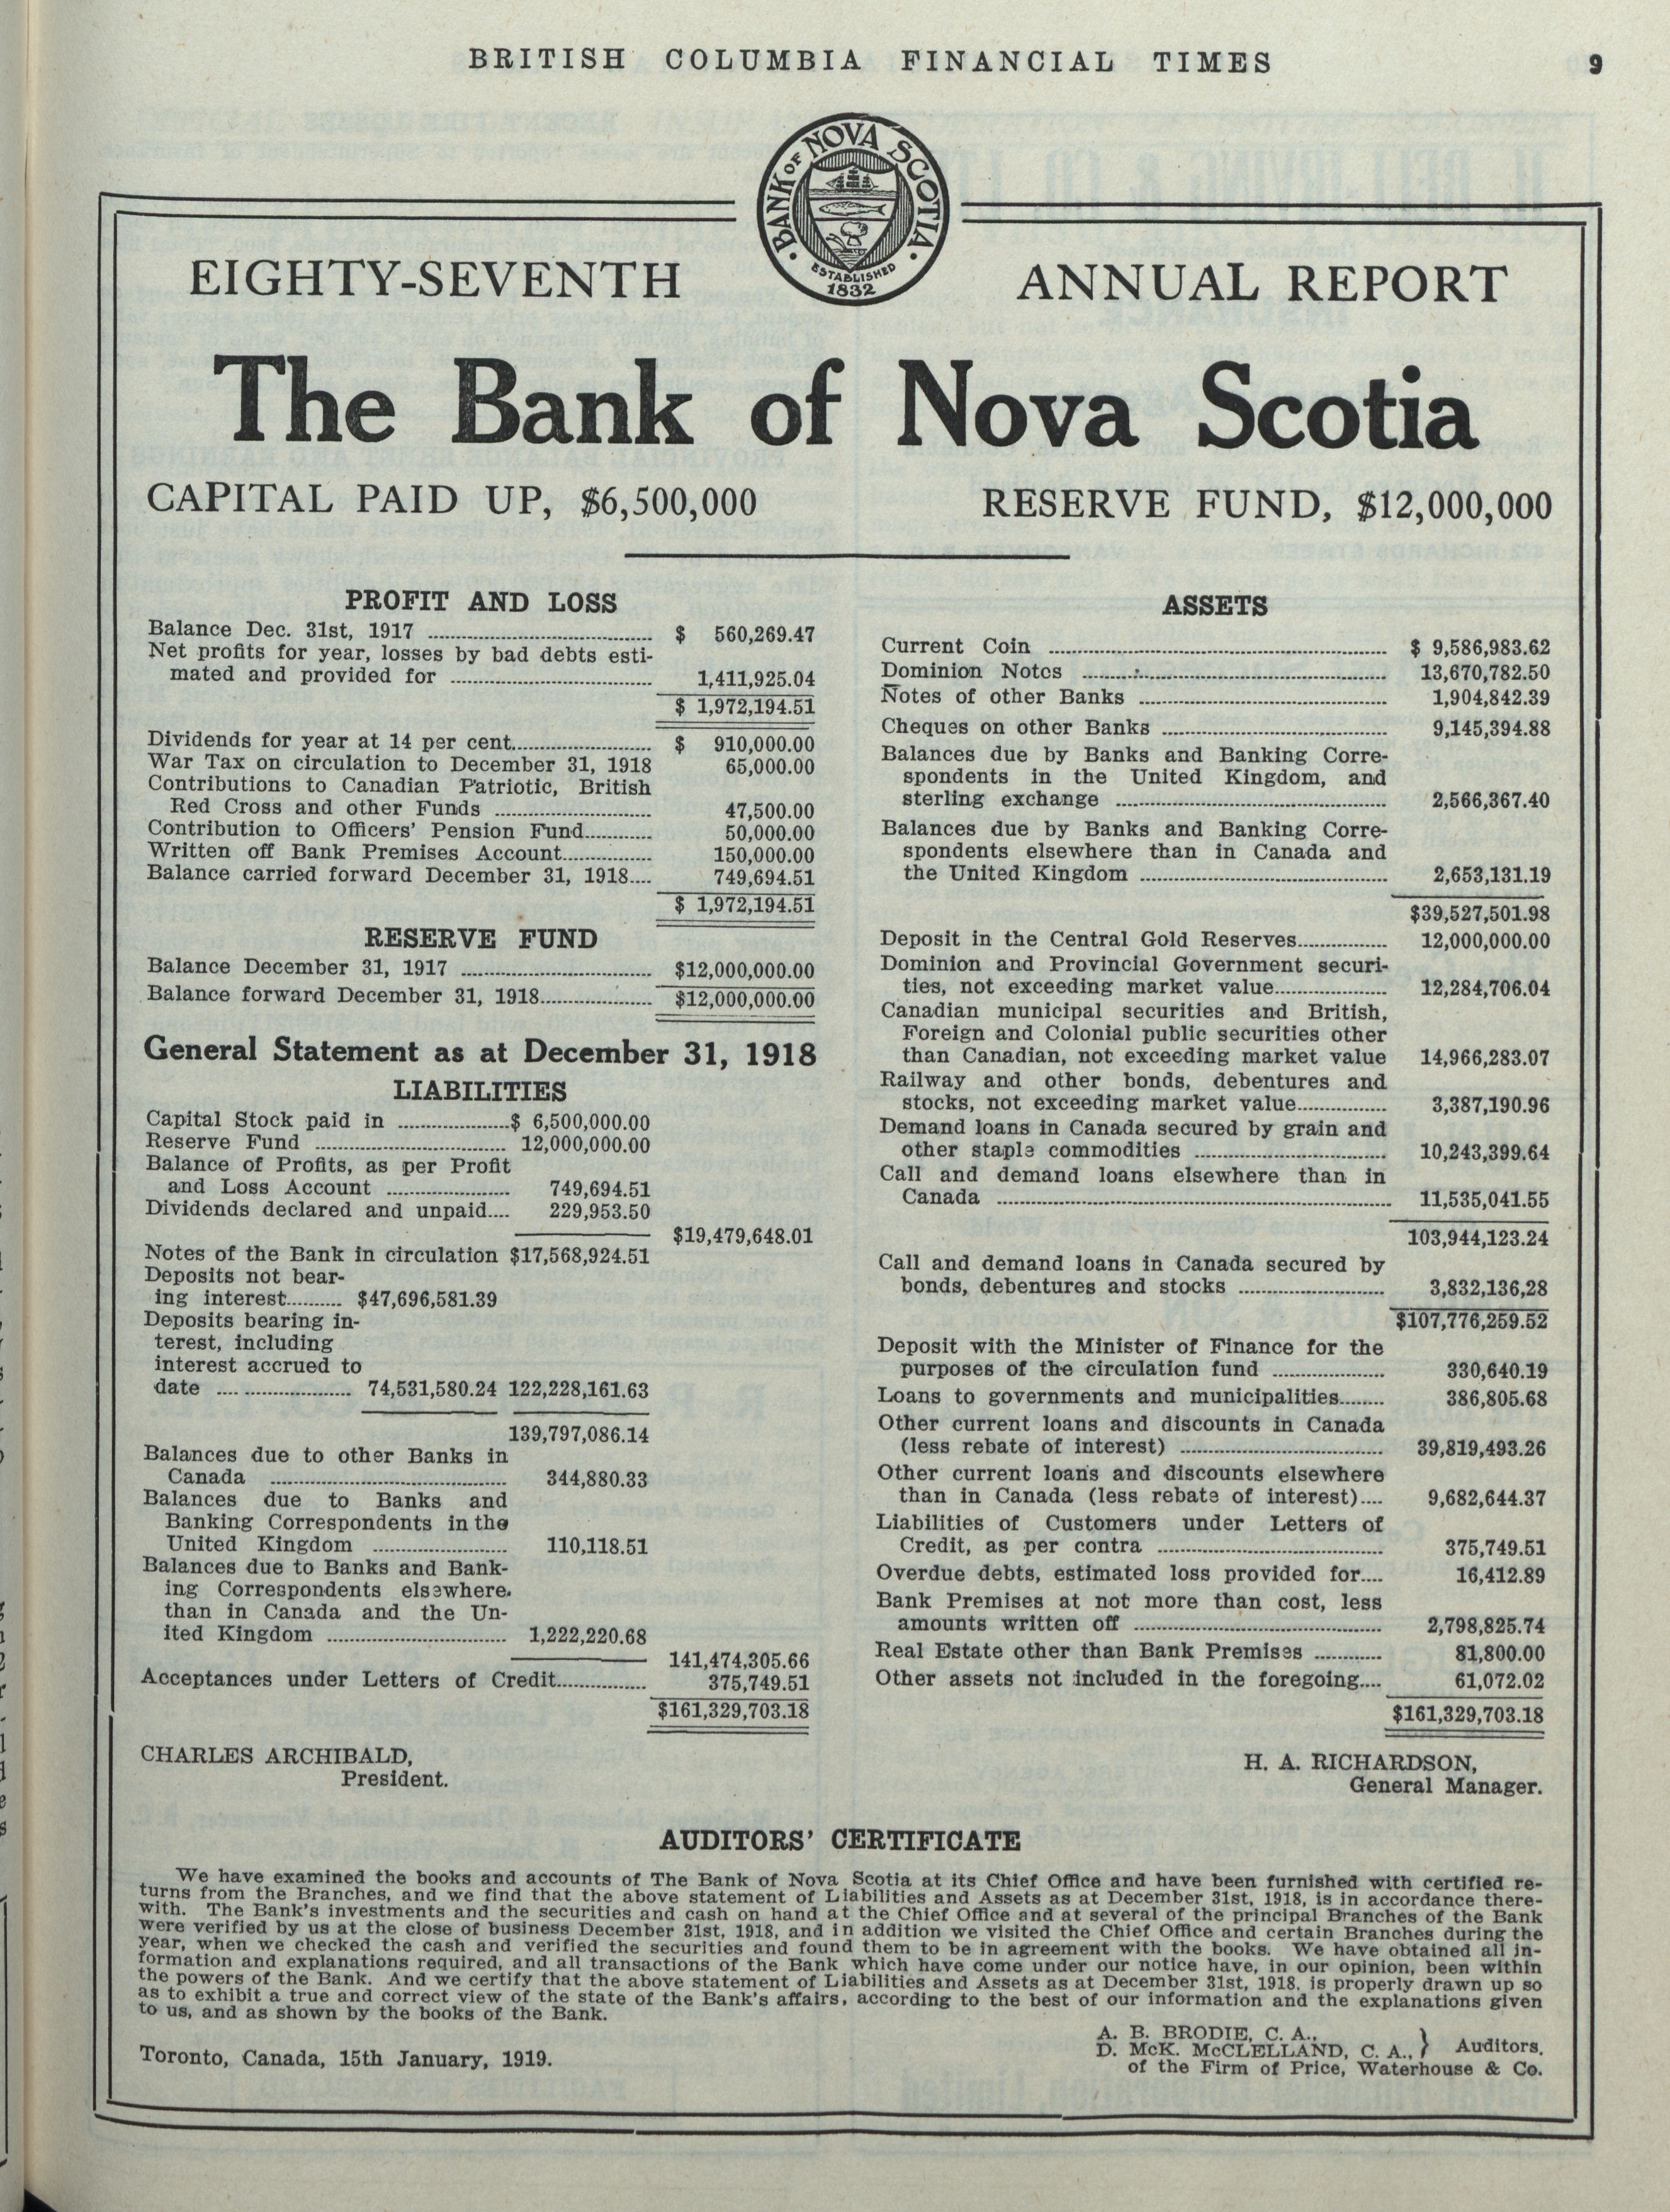 BRITISH COLUMBIA FINANCIAL TIMES 9
BANK OF NOVA SCOTIA
ESTABLISHED
1832
EIGHTY-SEVENTH ANNUAL REPORT
The Bank of Nova Scotia
CAPITAL PAID UP, $6,500,000 RESERVE FUND, $12,000,000
PROFIT AND LOSS
Balance Dec. 31st, 1917 $ 560,269.47
Net profits for year, losses by bad debts esti-
mated and provided for 1,411,925.04
$ 1,972,194.51
Dividends for year at 14 per cent. $ 910,000.00
War Tax on circulation to December 31, 1918 65,000.00
Contributions to Canadian Patriotic, British
Red Cross and other Funds 47,500.00
Contribution to Officers' Pension Fund 50,000.00
Written off Bank Premises Account 150,000.00
Balance carried forward December 31, 1918 749,694.51
$ 1,972,194.51
RESERVE FUND
Balance December 31, 1917 $12,000,000.00
Balance forward December 31, 1918 $12,000,000.00
General Statement as at December 31, 1918
LIABILITIES
Capital Stock paid in $ 6,500,000.00
Reserve Fund 12,000,000.00
Balance of Profits, as per Profit
and Loss Account 749,694.51
Dividends declared and unpaid 229,953.50
$19,479,648.01
Notes of the Bank in circulation $17,568,924.51
Deposits not bear-
ing interest $47,696,581.39
Deposits bearing in-
terest, including
interest accrued to
date 74,531,580.24 122,228,161.63
139,797,086.14
Balances due to other Banks in
Canada 344,880.33
Balances due to Banks and
Banking Correspondents in the
United Kingdom 110,118.51
Balances due to Banks and Bank-
ing Correspondents elsewhere.
than in Canada and the Un-
ited Kingdom 1,222,220.68
141,474,305.66
Acceptances under Letters of Credit 375,749.51
$161,329,703.18
CHARLES ARCHIBALD,
President.
ASSETS
Current Coin $ 9,586,983.62
Dominion Notes 13,670,782.50
Notes of other Banks 1,904,842.39
Cheques on other Banks 9,145,394.88
Balances due by Banks and Banking Corre-
spondents in the United Kingdom, and
sterling exchange 2,566,367.40
Balances due by Banks and Banking Corre-
spondents elsewhere than in Canada and
the United Kingdom 2,653,131.19
$39,527,501.98
Deposit in the Central Gold Reserves 12,000,000.00
Dominion and Provincial Government securi-
ties, not exceeding market value 12,284,706.04
Canadian municipal securities and British,
Foreign and Colonial public securities other
than Canadian, not exceeding market value 14,966,283.07
Railway and other bonds, debentures and
stocks, not exceeding market value 3,387,190.96
Demand loans in Canada secured by grain and
other staple commodities 10,243,399.64
Call and demand loans elsewhere than in
Canada 11,535,041.55
103,944,123.24
Call and demand loans in Canada secured by
bonds, debentures and stocks 3,832,136,28
$107,776,259.52
Deposit with the Minister of Finance for the
purposes of the circulation fund 330,640.19
Loans to governments and municipalities 386,805.68
Other current loans and discounts in Canada
(less rebate of interest) 39,819,493.26
Other current loans and discounts elsewhere
than in Canada (less rebate of interest) 9,682,644.37
Liabilities of Customers under Letters of
Credit, as per contra 375,749.51
Overdue debts, estimated loss provided for 16,412.89
Bank Premises at not more than cost, less
amounts written off 2,798,825.74
Real Estate other than Bank Premises 81,800.00
Other assets not included in the foregoing 61,072.02
$161,329,703.18
H. A. RICHARDSON,
General Manager.
AUDITORS' CERTIFICATE
We have examined the books and accounts of The Bank of Nova Scotia at its Chief Office and have been furnished with certified re-
turns from the Branches, and we find that the above statement of Liabilities and Assets as at December 31st, 1918, is in accordance there-
with. The Bank's investments and the securities and cash on hand at the Chief Office and at several of the principal Branches of the Bank
were verified by us at the close of business December 31st, 1918, and in addition we visited the Chief Office and certain Branches during the
year, when we checked the cash and verified the securities and found them to be in agreement with the books. We have obtained all in-
formation and explanations required, and all transactions of the Bank which have come under our notice have, in our opinion, been within
the powers of the Bank. And we certify that the above statement of Liabilities and Assets as at December 31st, 1918, is properly drawn up so
as to exhibit a true and correct view of the state of the Bank's affairs, according to the best of our information and the explanations given
to us, and as shown by the books of the Bank.
A. B. BRODIE, C. A.,
D. McK. McCLELLAND, C. A., } Auditors,
of the Firm of Price, Waterhouse & Co.
Toronto, Canada, 15th January, 1919.